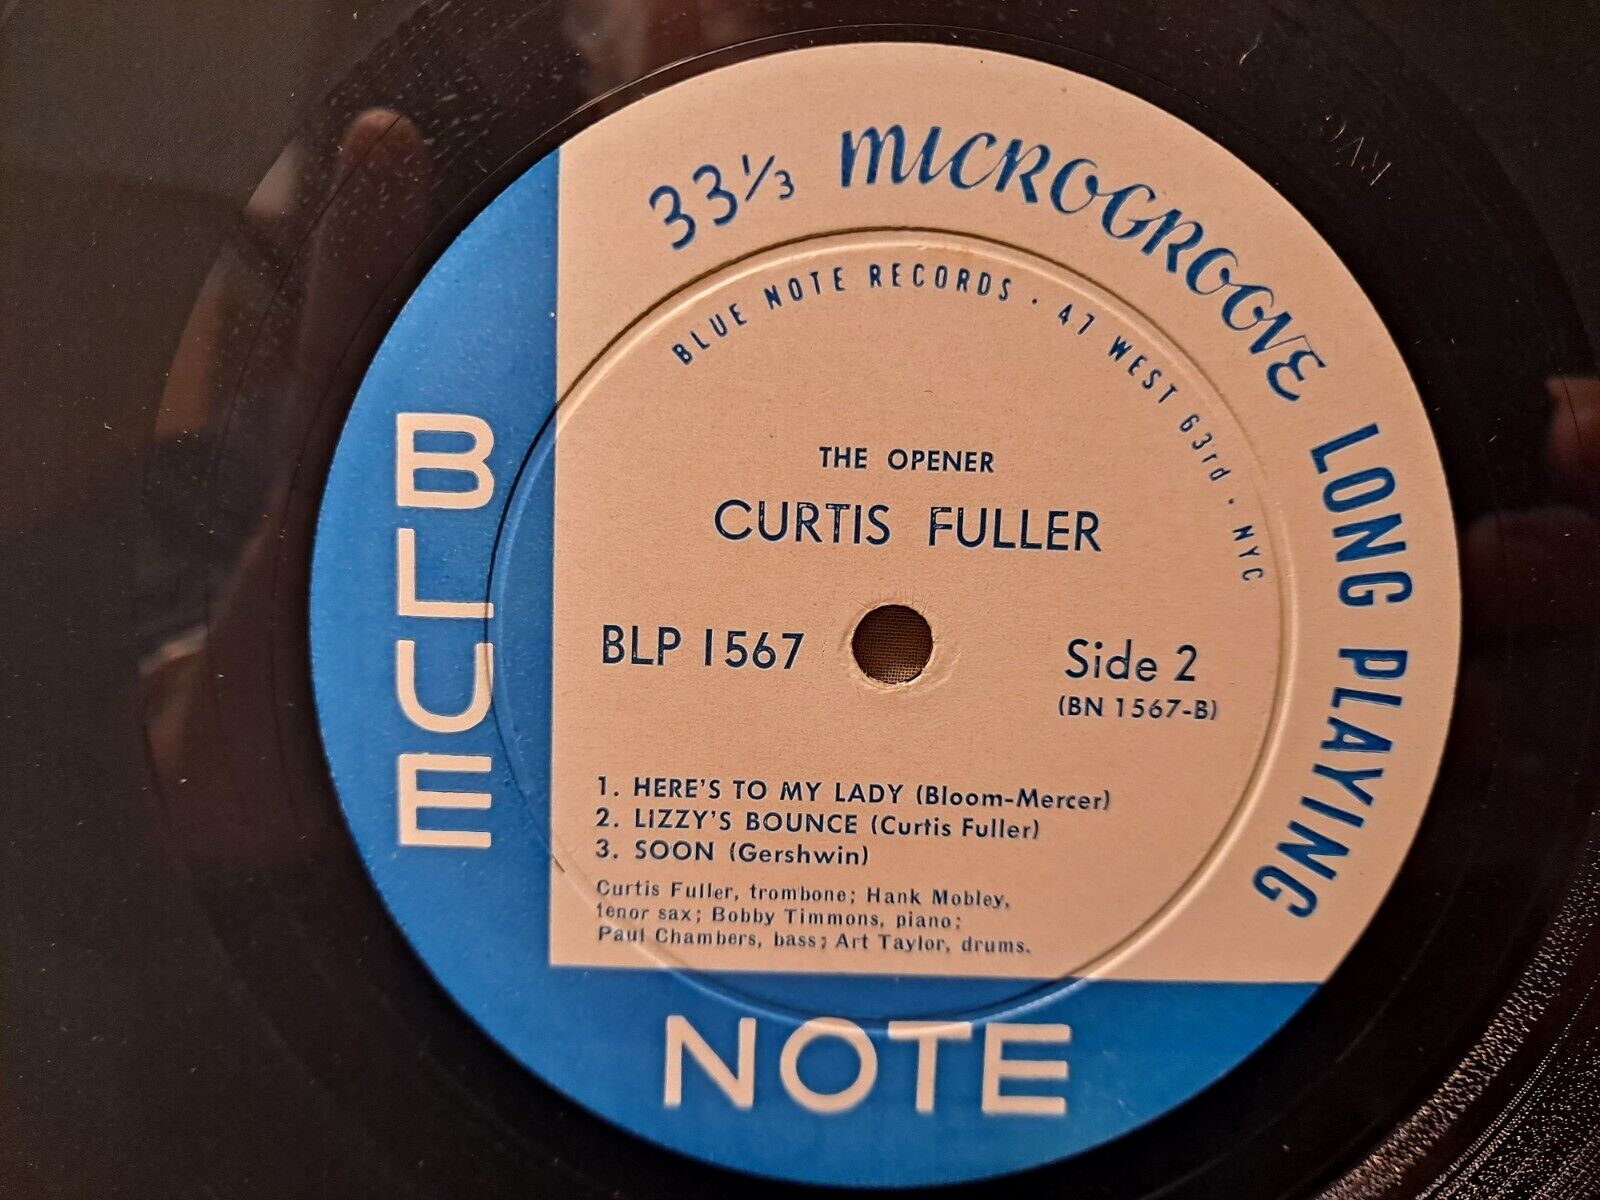 33⅓ MICROGROOVE LONG PLAYING
BLUE NOTE RECORDS · 47 WEST 63rd · NYC
THE OPENER
CURTIS FULLER
BLP 1567
Side 2
(BN 1567-B)
1. HERE'S TO MY LADY (Bloom-Mercer)
2. LIZZY'S BOUNCE (Curtis Fuller)
3. SOON (Gershwin)
Curtis Fuller, trombone; Hank Mobley,
tenor sax; Bobby Timmons, piano;
Paul Chambers, bass; Art Taylor, drums.
BLUE
NOTE